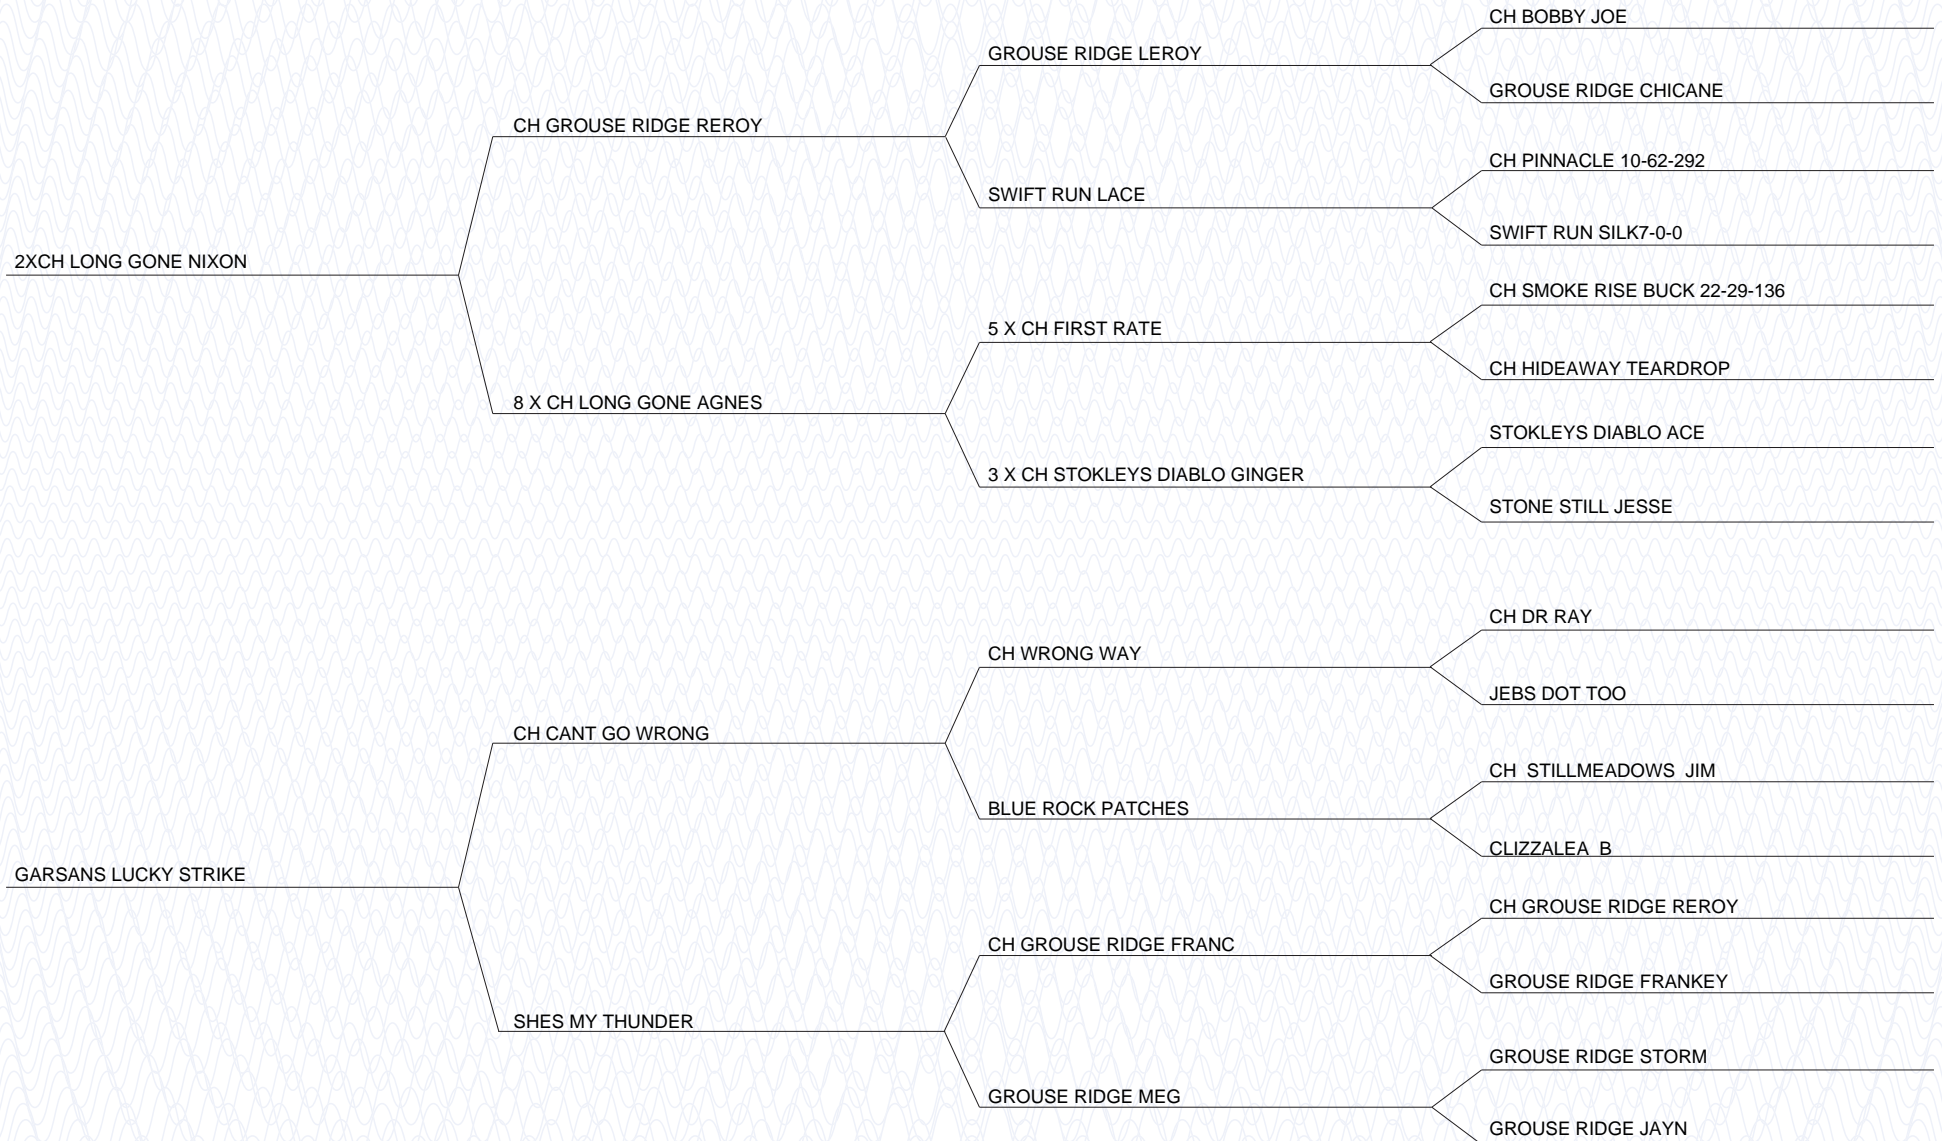 CH BOBBY JOE
GROUSE RIDGE LEROY
GROUSE RIDGE CHICANE
CH GROUSE RIDGE REROY
CH PINNACLE 10-62-292
SWIFT RUN LACE
SWIFT RUN SILK7-0-0
2XCH LONG GONE NIXON
CH SMOKE RISE BUCK 22-29-136
5 X CH FIRST RATE
CH HIDEAWAY TEARDROP
8 X CH LONG GONE AGNES
STOKLEYS DIABLO ACE
3 X CH STOKLEYS DIABLO GINGER
STONE STILL JESSE
CH DR RAY
CH WRONG WAY
JEBS DOT TOO
CH CANT GO WRONG
CH  STILLMEADOWS  JIM
BLUE ROCK PATCHES
CLIZZALEA  B
GARSANS LUCKY STRIKE
CH GROUSE RIDGE REROY
CH GROUSE RIDGE FRANC
GROUSE RIDGE FRANKEY
SHES MY THUNDER
GROUSE RIDGE STORM
GROUSE RIDGE MEG
GROUSE RIDGE JAYN